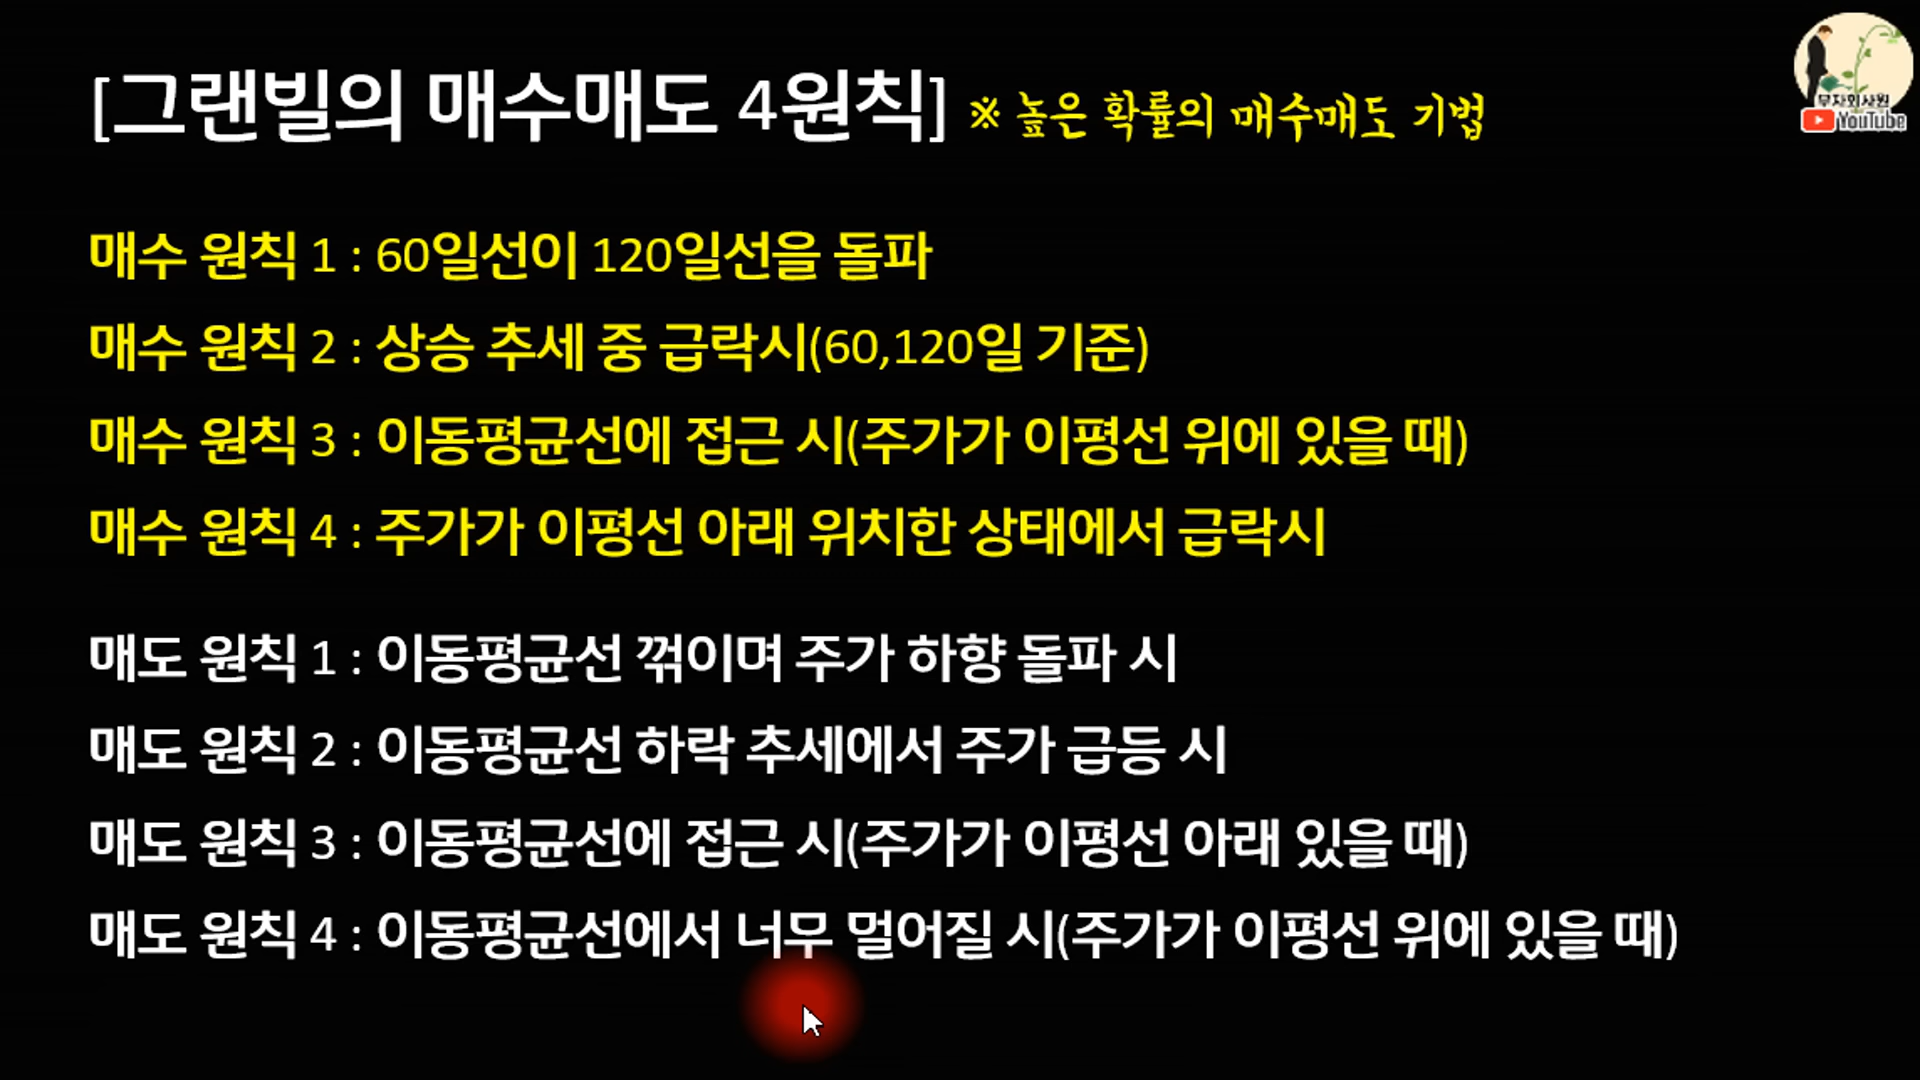 [그랜빌의 매수매도 4원칙] ※ 높은 확률의 매수매도 기법
부자회사원
YouTube
매수 원칙 1 : 60일선이 120일선을 돌파
매수 원칙 2 : 상승 추세 중 급락시(60,120일 기준)
매수 원칙 3 : 이동평균선에 접근 시(주가가 이평선 위에 있을 때)
매수 원칙 4 : 주가가 이평선 아래 위치한 상태에서 급락시
매도 원칙 1 : 이동평균선 꺾이며 주가 하향 돌파 시
매도 원칙 2 : 이동평균선 하락 추세에서 주가 급등 시
매도 원칙 3 : 이동평균선에 접근 시(주가가 이평선 아래 있을 때)
매도 원칙 4 : 이동평균선에서 너무 멀어질 시(주가가 이평선 위에 있을 때)